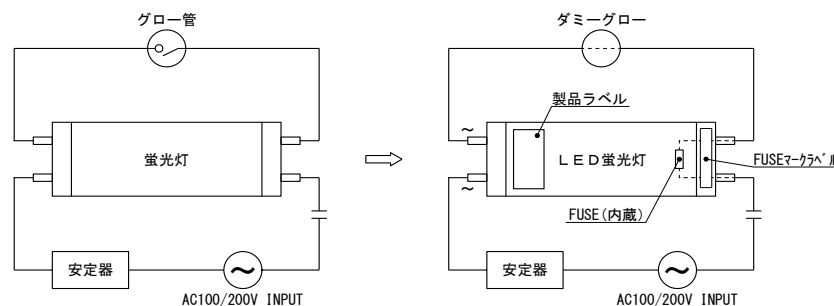 グロー管
蛍光灯
安定器
~
AC100/200V INPUT
ダミーグロー
製品ラベル
~
LED蛍光灯
~
FUSEマークラベル
FUSE(内蔵)
安定器
~
AC100/200V INPUT